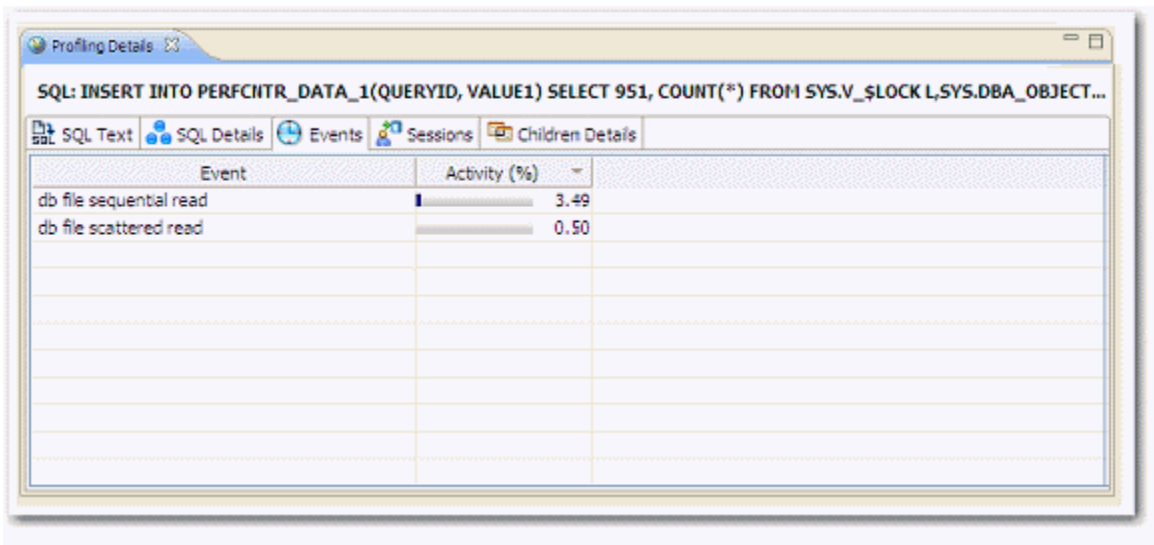 Profiling Details
SQL: INSERT INTO PERFCNTR_DATA_1(QUERYID, VALUE1) SELECT 951, COUNT(*) FROM SYS.V_$LOCK L,SYS.DBA_OBJECT...
SQL Text SQL Details Events Sessions Children Details
Event Activity (%)
db file sequential read 3.49
db file scattered read 0.50